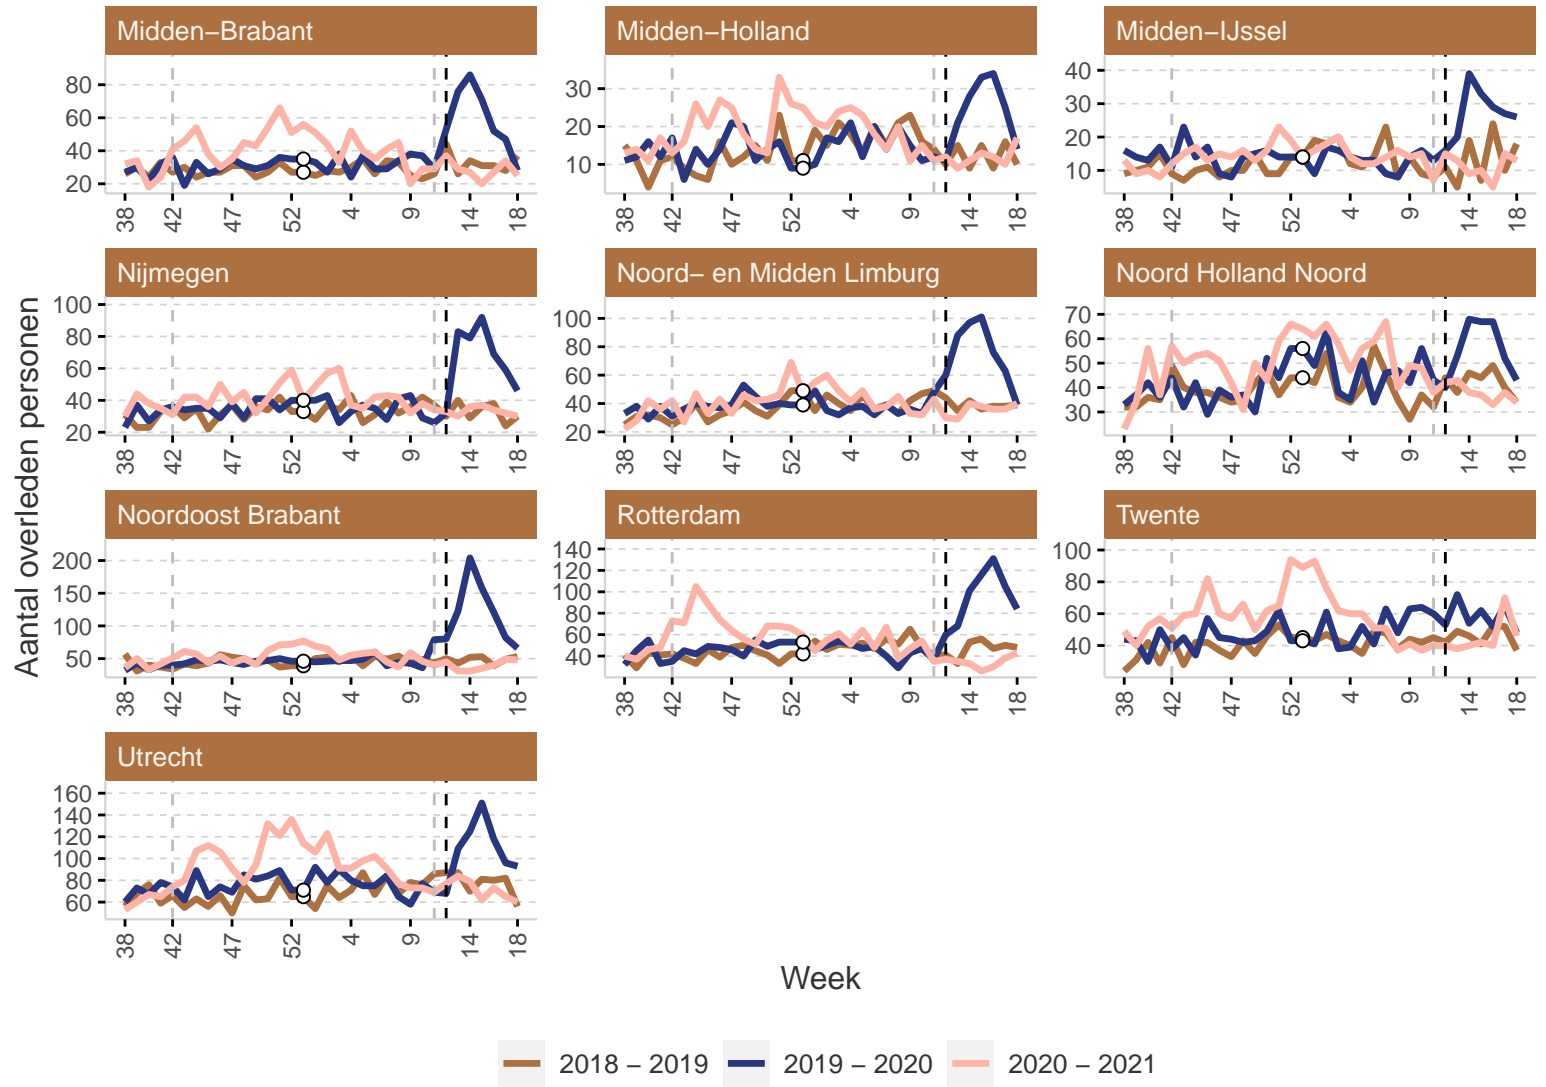 Midden−Brabant
Midden−Holland
Midden−IJssel
80
60
40
20
30
20
10
40
30
20
10
38 42 47 52 4 9 14 18
38 42 47 52 4 9 14 18
38 42 47 52 4 9 14 18
Nijmegen
Noord− en Midden Limburg
Noord Holland Noord
100
80
60
40
20
100
80
60
40
20
70
60
50
40
30
38 42 47 52 4 9 14 18
38 42 47 52 4 9 14 18
38 42 47 52 4 9 14 18
Aantal overleden personen
Noordoost Brabant
Rotterdam
Twente
200
150
100
50
140
120
100
80
60
40
100
80
60
40
38 42 47 52 4 9 14 18
38 42 47 52 4 9 14 18
38 42 47 52 4 9 14 18
Utrecht
160
140
120
100
80
60
38 42 47 52 4 9 14 18
Week
2018 − 2019
2019 − 2020
2020 − 2021